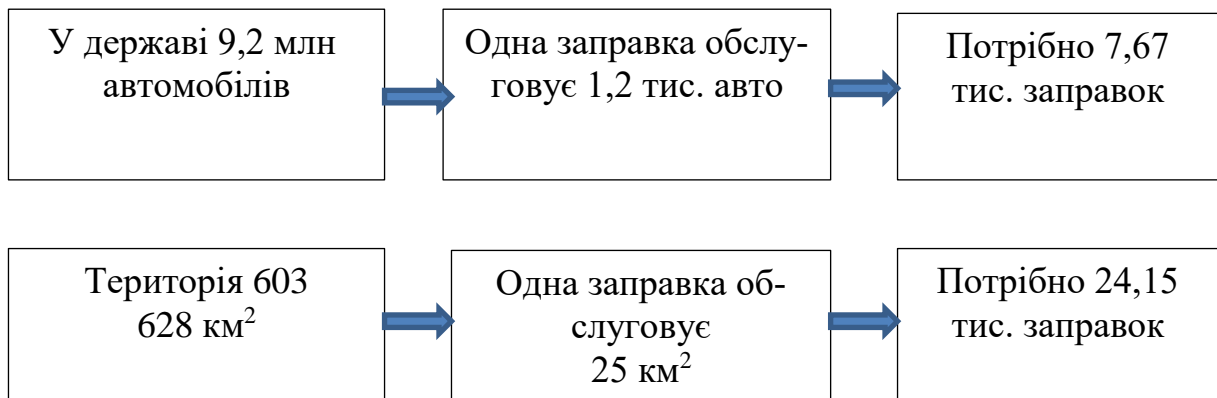 У державі 9,2 млн
автомобілів
Одна заправка обслу-
говує 1,2 тис. авто
Потрібно 7,67
тис. заправок
Територія 603
628 км²
Одна заправка об-
слуговує
25 км²
Потрібно 24,15
тис. заправок